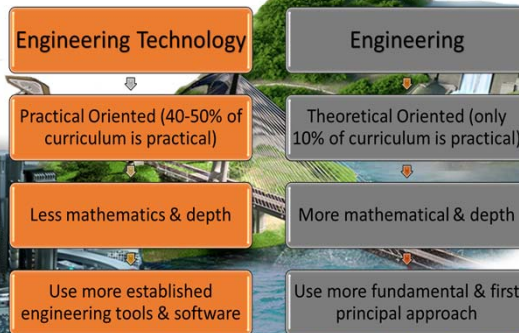 Engineering Technology
Practical Oriented (40-50% of
curriculum is practical)
Less mathematics & depth
Use more established
engineering tools & software
Engineering
Theoretical Oriented (only
10% of curriculum is practical)
More mathematical & depth
Use more fundamental & first
principal approach